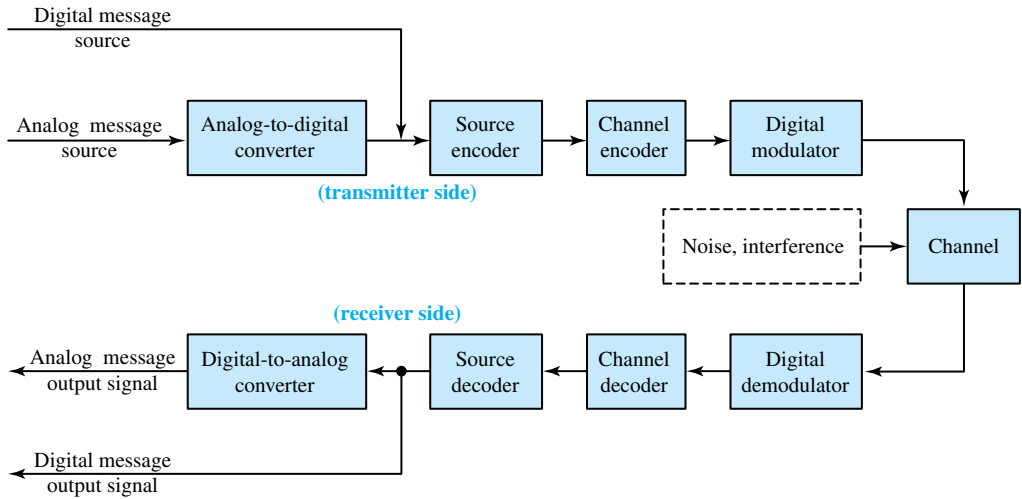 Digital message
source
Analog message
source
Analog-to-digital
converter
Source
encoder
Channel
encoder
Digital
modulator
(transmitter side)
Noise, interference
Channel
(receiver side)
Analog message
output signal
Digital-to-analog
converter
Source
decoder
Channel
decoder
Digital
demodulator
Digital message
output signal